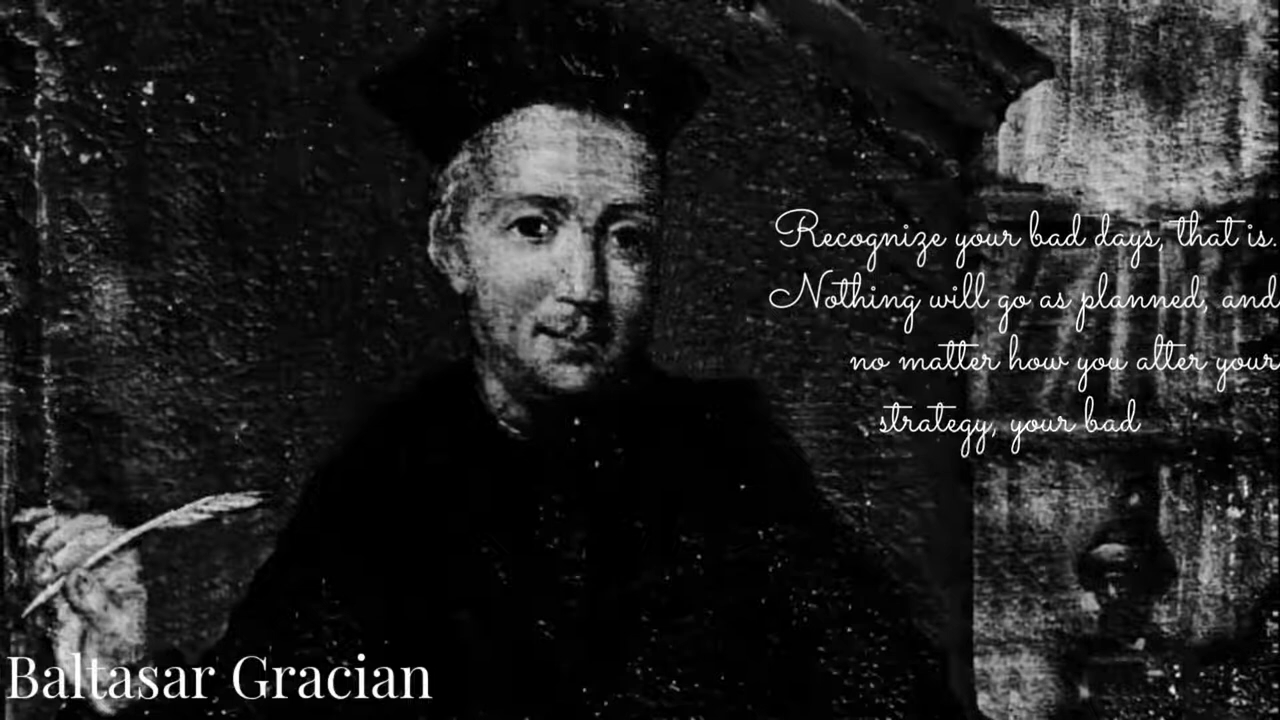 Recognize your bad days, that is.
Nothing will go as planned, and
no matter how you alter your
strategy, your bad
Baltasar Gracian